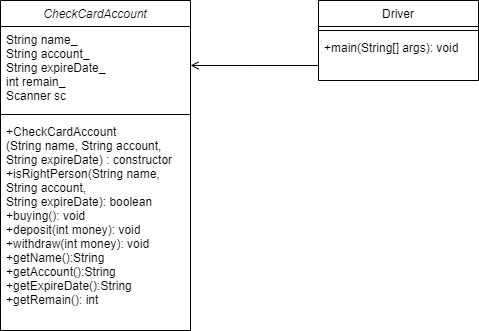 CheckCardAccount
String name_
String account_
String expireDate_
int remain_
Scanner sc
+CheckCardAccount
(String name, String account,
String expireDate) : constructor
+isRightPerson(String name,
String account,
String expireDate): boolean
+buying(): void
+deposit(int money): void
+withdraw(int money): void
+getName():String
+getAccount():String
+getExpireDate():String
+getRemain(): int
Driver
+main(String[] args): void